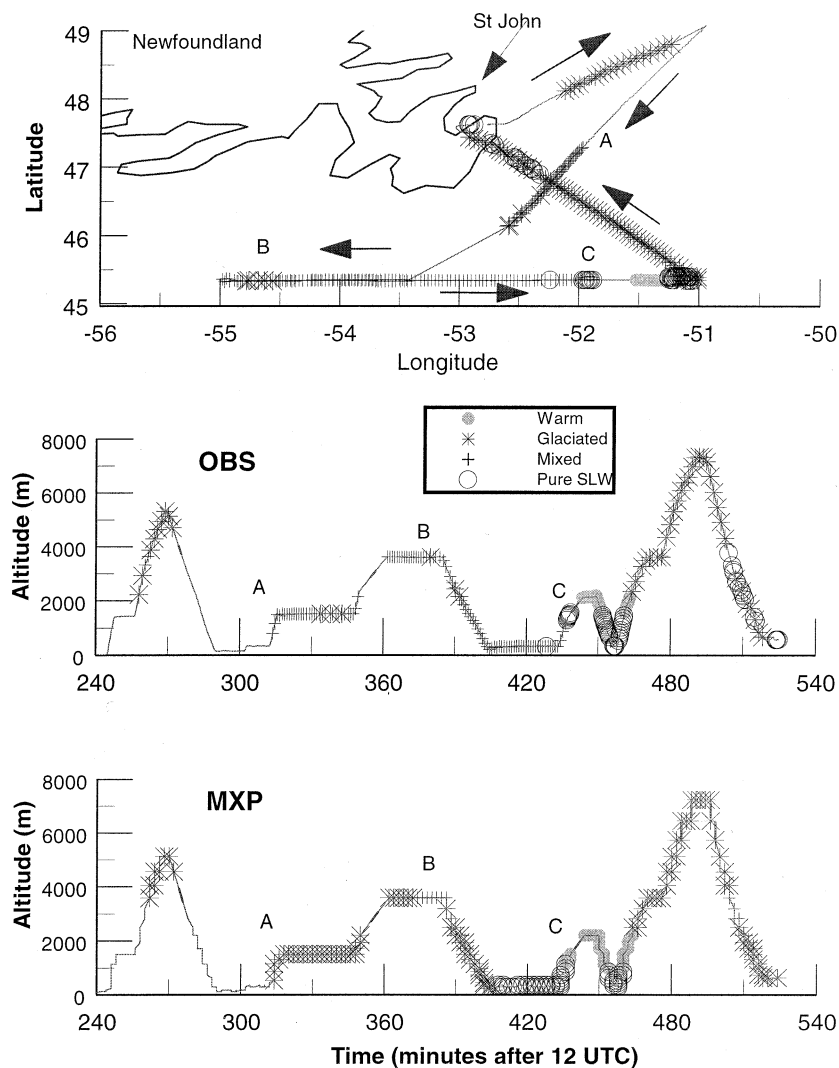 St John
Newfoundland
49
48
47
46
45
Latitude
A
B
C
-56 -55 -54 -53 -52 -51 -50
Longitude
Warm
Glaciated
Mixed
Pure SLW
8000
6000
4000
2000
0
Altitude (m)
OBS
A
B
C
240 300 360 420 480 540
8000
6000
4000
2000
0
Altitude (m)
MXP
A
B
C
240 300 360 420 480 540
Time (minutes after 12 UTC)